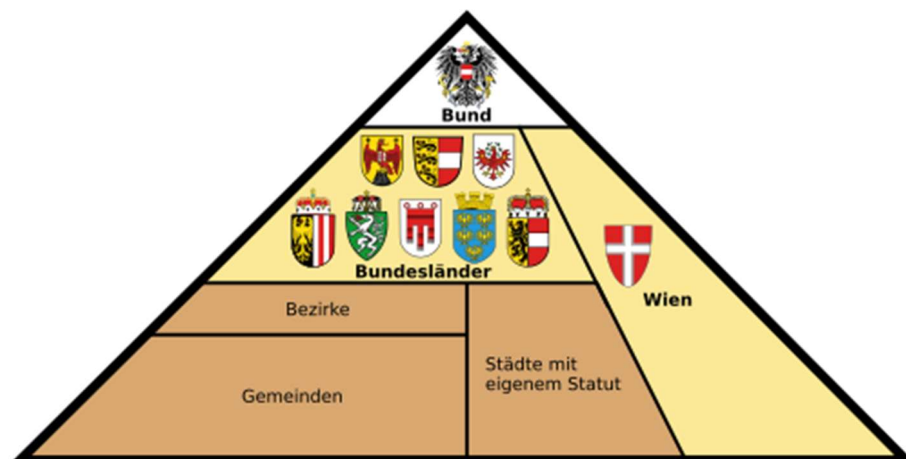 Bund
Bundesländer
Wien
Bezirke
Städte mit
eigenem Statut
Gemeinden